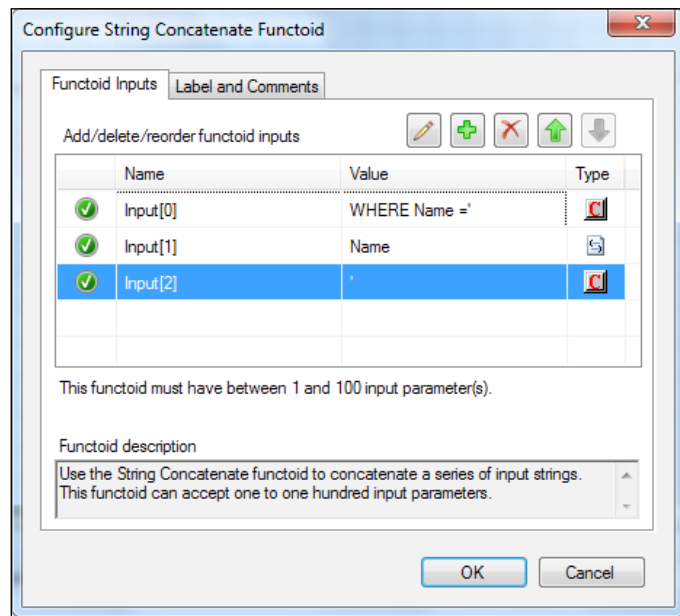 Configure String Concatenate Functoid
Functoid Inputs Label and Comments
Add/delete/reorder functoid inputs
Name Value Type
Input[0] WHERE Name =' C
Input[1] Name
Input[2] ' C
This functoid must have between 1 and 100 input parameter(s).
Functoid description
Use the String Concatenate functoid to concatenate a series of input strings.
This functoid can accept one to one hundred input parameters.
OK Cancel